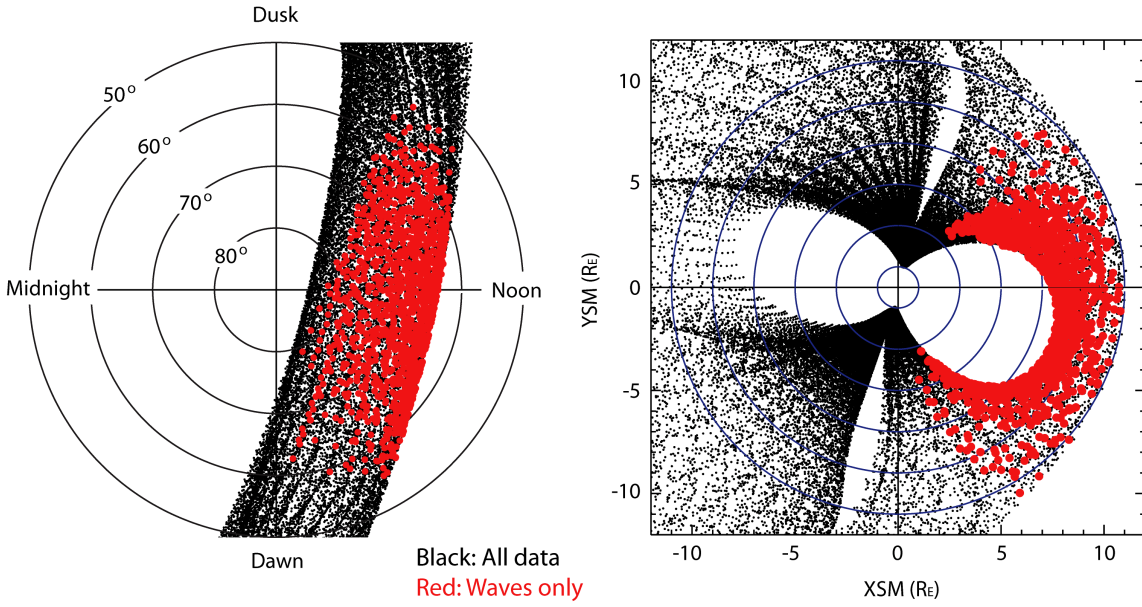 Dusk
50°
60°
70°
80°
Midnight
Noon
Dawn
Black: All data
Red: Waves only
10
5
0
-5
-10
YSM (RE)
-10
-5
0
5
10
XSM (RE)